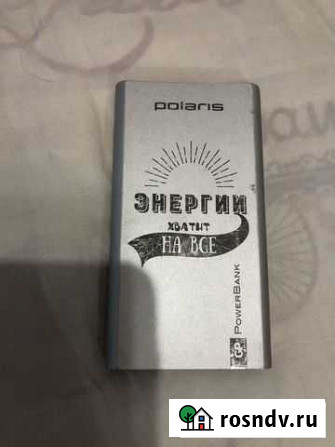 polaris
ЭНЕРГИИ
ХВАТИТ
НА ВСЕ
GP PowerBank
rosndv.ru